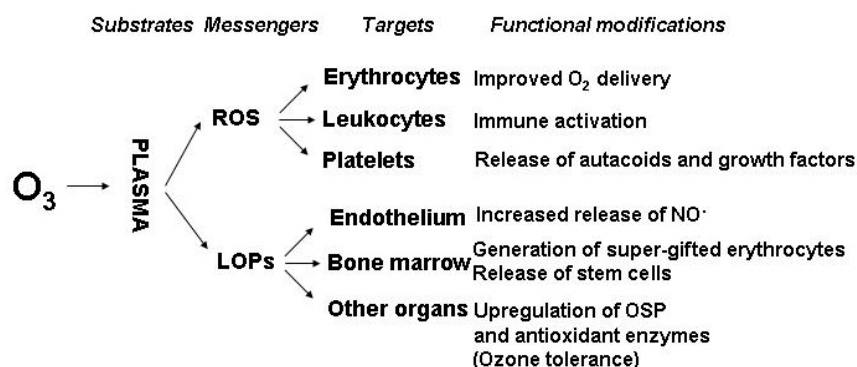 Substrates Messengers Targets Functional modifications
Erythrocytes Improved O₂ delivery
ROS Leukocytes Immune activation
Platelets Release of autacoids and growth factors
O₃ PLASMA
Endothelium Increased release of NO·
LOPs Bone marrow Generation of super-gifted erythrocytes
Release of stem cells
Other organs Upregulation of OSP
and antioxidant enzymes
(Ozone tolerance)